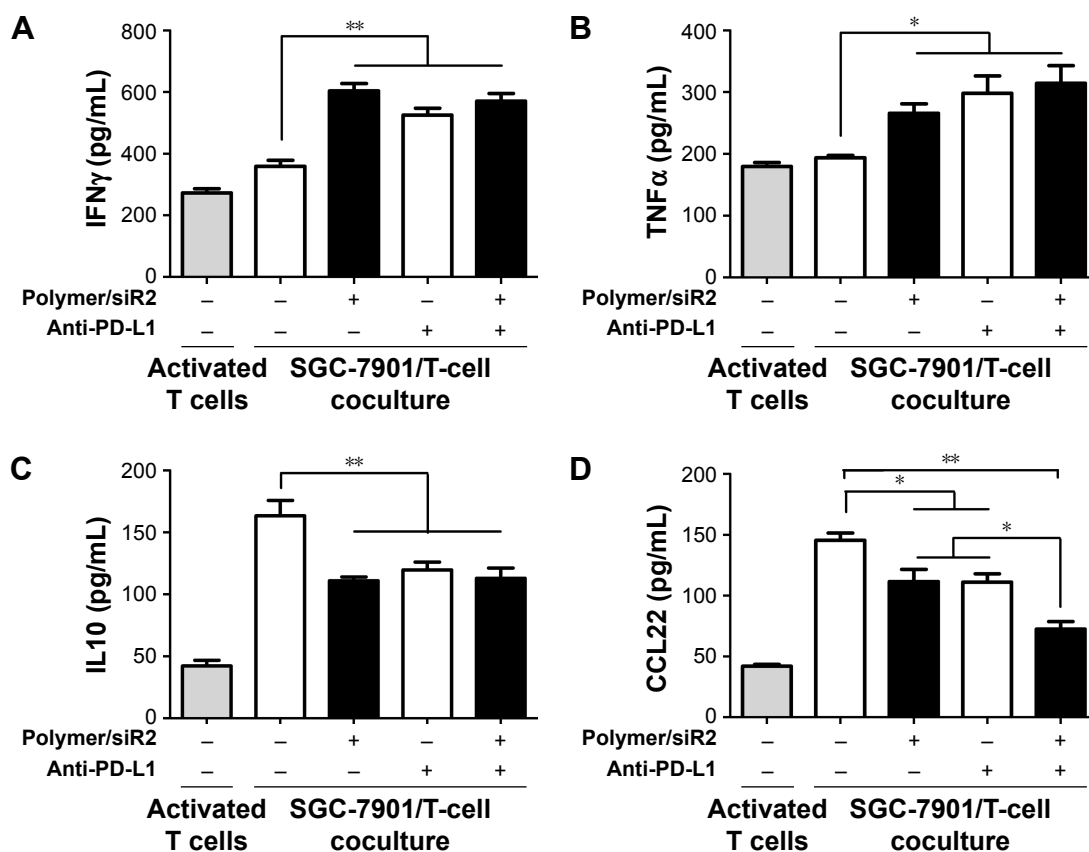 A
IFNγ (pg/mL)
800
600
400
200
0
**
Polymer/siR2 – – + – +
Anti-PD-L1 – – – + +
Activated T cells
SGC-7901/T-cell coculture
B
TNFα (pg/mL)
400
300
200
100
0
*
Polymer/siR2 – – + – +
Anti-PD-L1 – – – + +
Activated T cells
SGC-7901/T-cell coculture
C
IL10 (pg/mL)
200
150
100
50
0
**
Polymer/siR2 – – + – +
Anti-PD-L1 – – – + +
Activated T cells
SGC-7901/T-cell coculture
D
CCL22 (pg/mL)
200
150
100
50
0
**
*
*
Polymer/siR2 – – + – +
Anti-PD-L1 – – – + +
Activated T cells
SGC-7901/T-cell coculture